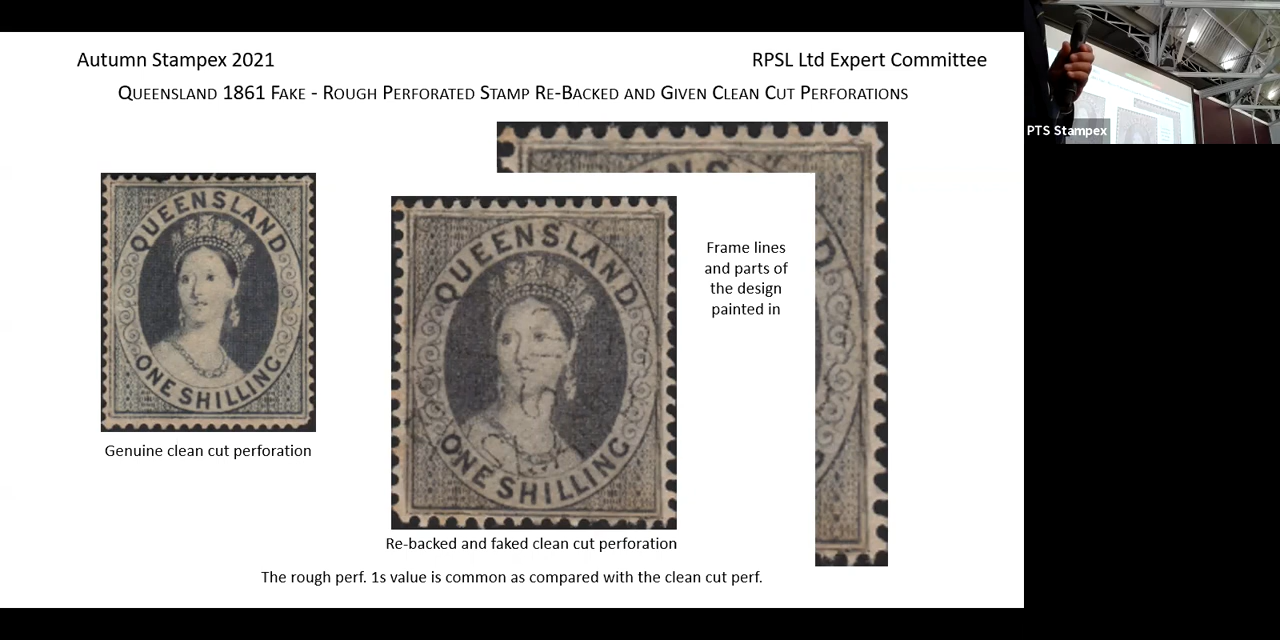 Autumn Stampex 2021
RPSL Ltd Expert Committee
QUEENSLAND 1861 FAKE - ROUGH PERFORATED STAMP RE-BACKED AND GIVEN CLEAN CUT PERFORATIONS
PTS Stampex
QUEENSLAND
ONE SHILLING
Genuine clean cut perforation
QUEENSLAND
ONE SHILLING
Re-backed and faked clean cut perforation
Frame lines
and parts of
the design
painted in
The rough perf. 1s value is common as compared with the clean cut perf.